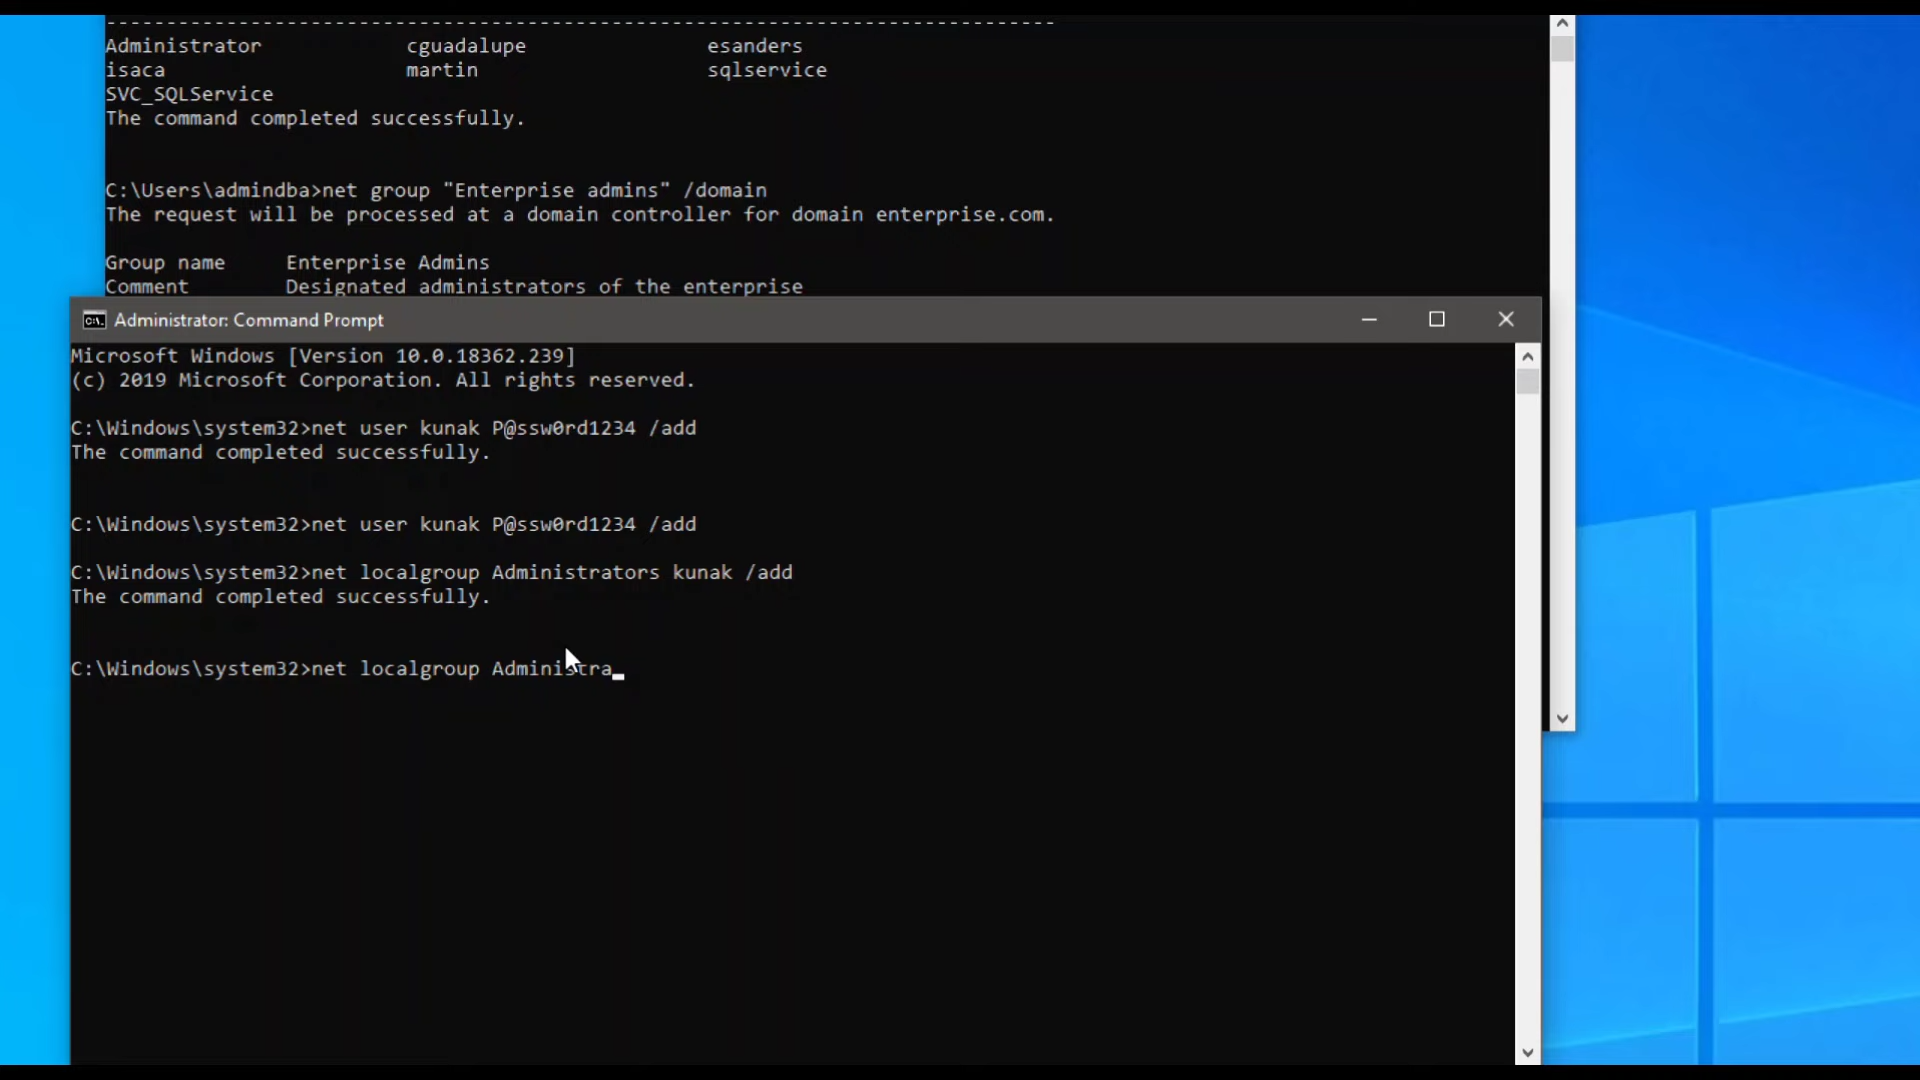 --------------------------------------------------------------------------------
Administrator            cguadalupe               esanders
isaca                    martin                   sqlservice
SVC_SQLService
The command completed successfully.
C:\Users\admindba>net group "Enterprise admins" /domain
The request will be processed at a domain controller for domain enterprise.com.
Group name     Enterprise Admins
Comment        Designated administrators of the enterprise
Administrator: Command Prompt
Microsoft Windows [Version 10.0.18362.239]
(c) 2019 Microsoft Corporation. All rights reserved.
C:\Windows\system32>net user kunak P@ssw0rd1234 /add
The command completed successfully.
C:\Windows\system32>net user kunak P@ssw0rd1234 /add
C:\Windows\system32>net localgroup Administrators kunak /add
The command completed successfully.
C:\Windows\system32>net localgroup Administra_